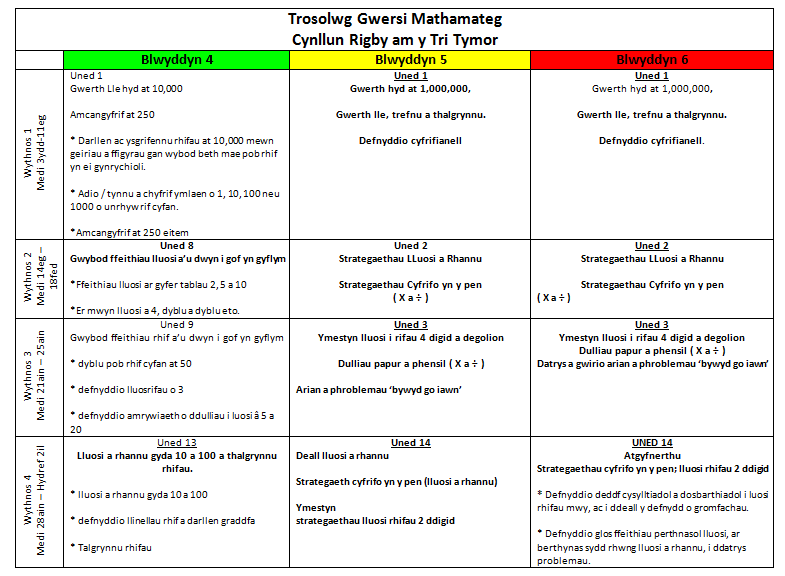 Trosolwg Gwersi Mathamateg
Cynllun Rigby am y Tri Tymor
Blwyddyn 4
Blwyddyn 5
Blwyddyn 6
Wythnos 1
Medi 3ydd-11eg
Uned 1
Gwerth Lle hyd at 10,000
Amcangyfrif at 250
* Darllen ac ysgrifennu rhifau at 10,000 mewn
geiriau a ffigyrau gan wybod beth mae pob rhif
yn ei gynrychioli.
* Adio / tynnu a chyfrif ymlaen o 1, 10, 100 neu
1000 o unrhyw rif cyfan.
*Amcangyfrif at 250 eitem
Uned 1
Gwerth hyd at 1,000,000,
Gwerth lle, trefnu a thalgrynnu.
Defnyddio cyfrifianell
Uned 1
Gwerth hyd at 1,000,000,
Gwerth lle, trefnu a thalgrynnu.
Defnyddio cyfrifianell.
Wythnos 2
Medi 14eg –
18fed
Uned 8
Gwybod ffeithiau lluosi a’u dwyn i gof yn gyflym
*Ffeithiau lluosi ar gyfer tablau 2, 5 a 10
*Er mwyn lluosi a 4, dyblu a dyblu eto.
Uned 2
Strategaethau LLuosi a Rhannu
Strategaethau Cyfrifo yn y pen
( X a ÷ )
Uned 2
Strategaethau LLuosi a Rhannu
Strategaethau Cyfrifo yn y pen
( X a ÷ )
Wythnos 3
Medi 21ain – 25ain
Uned 9
Gwybod ffeithiau rhif a’u dwyn i gof yn gyflym
* dyblu pob rhif cyfan at 50
* defnyddio lluosrifau o 3
* defnyddio amrywiaeth o ddulliau i luosi â 5 a
20
Uned 3
Ymestyn lluosi i rifau 4 digid a degolion
Dulliau papur a phensil ( X a ÷ )
Arian a phroblemau ‘bywyd go iawn’
Uned 3
Ymestyn lluosi i rifau 4 digid a degolion
Dulliau papur a phensil ( X a ÷ )
Datrys a gwirio arian a phroblemau ‘bywyd go iawn’
Wythnos 4
Medi 28ain – Hydref 2il
Uned 13
Lluosi a rhannu gyda 10 a 100 a thalgrynnu
rhifau.
* lluosi a rhannu gyda 10 a 100
* defnyddio llinellau rhif a darllen graddfa
* Talgrynnu rhifau
Uned 14
Deall lluosi a rhannu
Strategaeth cyfrifo yn y pen (lluosi a rhannu)
Ymestyn
strategaethau lluosi rhifau 2 ddigid
UNED 14
Atgyfnerthu
Strategaethau cyfrifo yn y pen; lluosi rhifau 2 ddigid
* Defnyddio deddf cysylltiadol a dosbarthiadol i luosi
rhifau mwy, ac i ddeall y defnydd o gromfachau.
* Defnyddio glos ffeithiau perthnasol lluosi, ar
berthynas sydd rhwng lluosi a rhannu, i ddatrys
problemau.